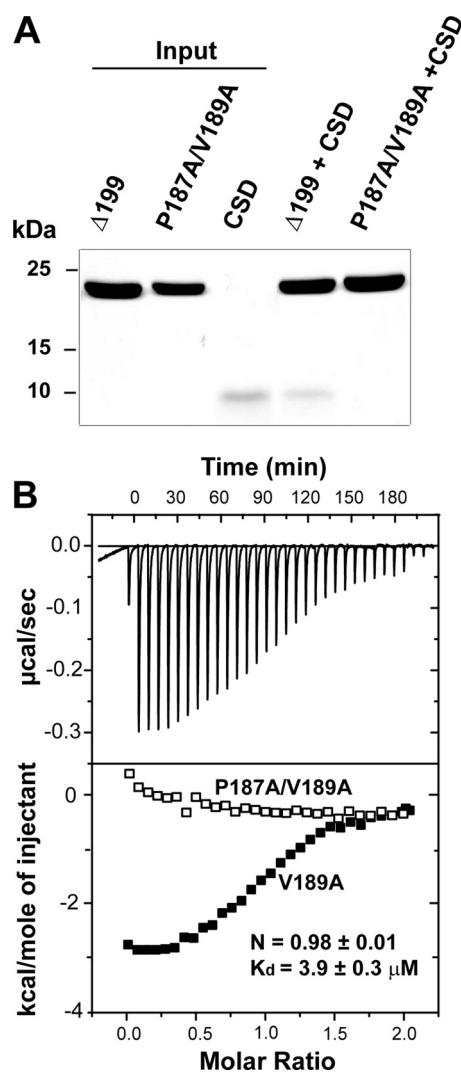 A
Input
Δ199
P187A/V189A
CSD
Δ199 + CSD
P187A/V189A +CSD
kDa
25
15
10
B
Time (min)
0 30 60 90 120 150 180
0.0
-0.1
-0.2
-0.3
µcal/sec
0
-2
-4
kcal/mole of injectant
P187A/V189A
V189A
N = 0.98 ± 0.01
Kd = 3.9 ± 0.3 µM
0.0 0.5 1.0 1.5 2.0
Molar Ratio